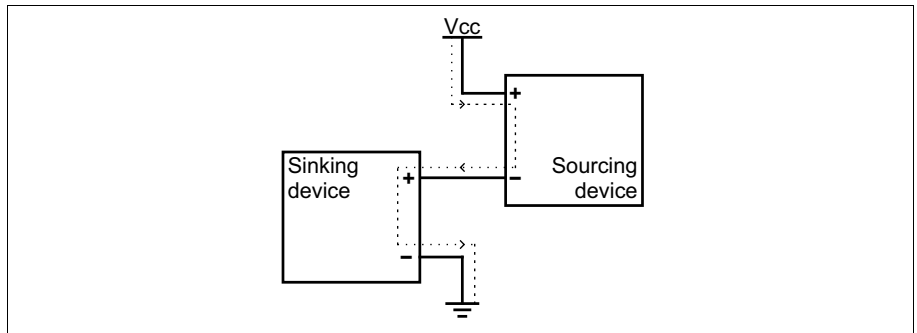 Vcc
+
Sinking
device
+
–
Sourcing
device
–